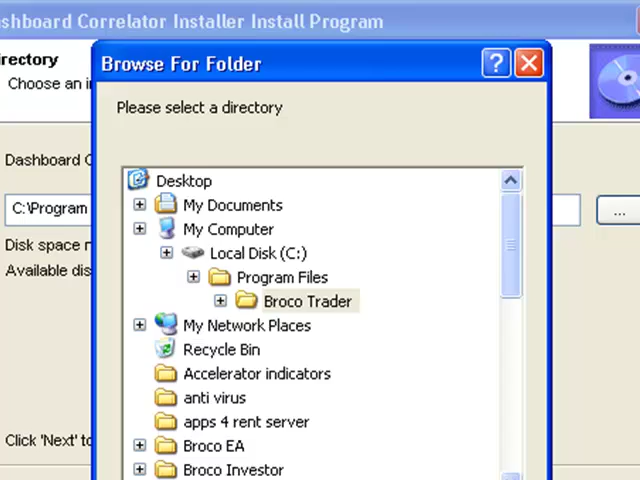 shboard Correlator Installer Install Program
irectory
Choose an in
Browse For Folder
?
Please select a directory
Dashboard C
C:\Program
...
Disk space n
Available dis
Click 'Next' to
Desktop
My Documents
My Computer
Local Disk (C:)
Program Files
Broco Trader
My Network Places
Recycle Bin
Accelerator indicators
anti virus
apps 4 rent server
Broco EA
Broco Investor